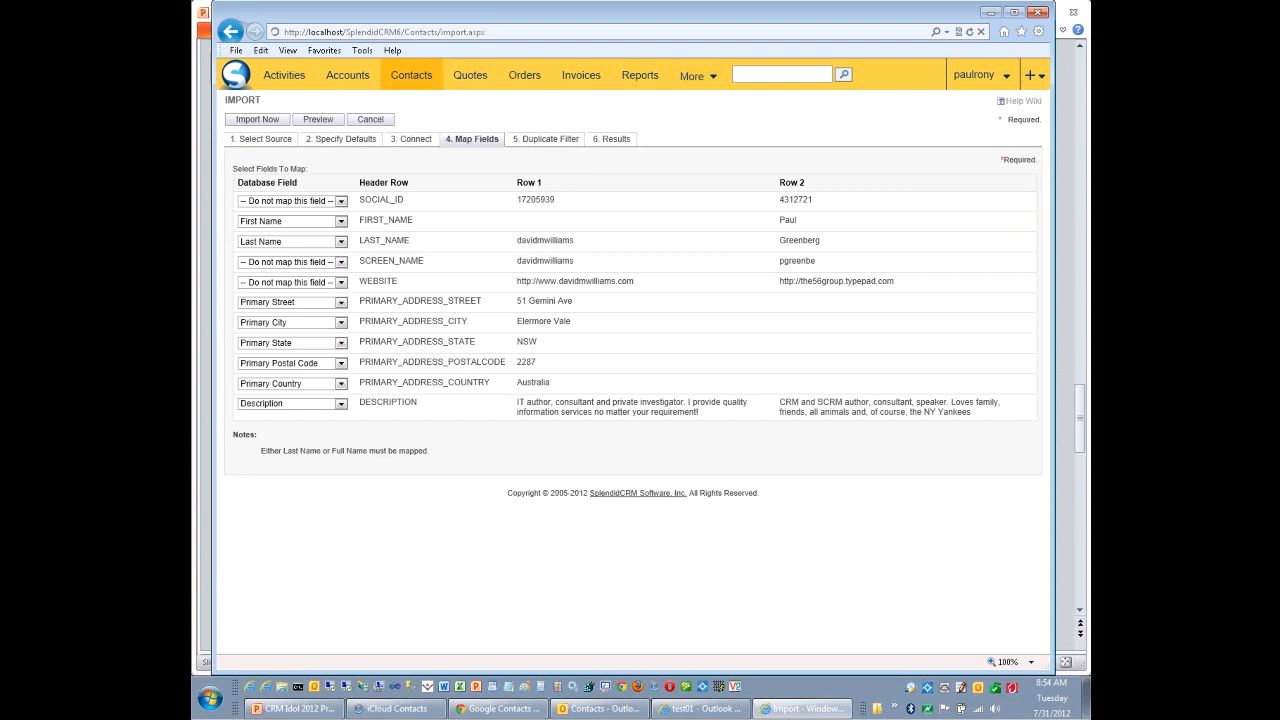 http://localhost/SplendidCRM6/Contacts/import.aspx
File Edit View Favorites Tools Help
Activities Accounts Contacts Quotes Orders Invoices Reports More paulrony
IMPORT
Help Wiki
Import Now Preview Cancel
* Required.
1. Select Source 2. Specify Defaults 3. Connect 4. Map Fields 5. Duplicate Filter 6. Results
*Required.
Select Fields To Map:
Database Field Header Row Row 1 Row 2
-- Do not map this field -- SOCIAL_ID 17205939 4312721
First Name FIRST_NAME Paul
Last Name LAST_NAME davidmwilliams Greenberg
-- Do not map this field -- SCREEN_NAME davidmwilliams pgreenbe
-- Do not map this field -- WEBSITE http://www.davidmwilliams.com http://the56group.typepad.com
Primary Street PRIMARY_ADDRESS_STREET 51 Gemini Ave
Primary City PRIMARY_ADDRESS_CITY Elermore Vale
Primary State PRIMARY_ADDRESS_STATE NSW
Primary Postal Code PRIMARY_ADDRESS_POSTALCODE 2287
Primary Country PRIMARY_ADDRESS_COUNTRY Australia
Description DESCRIPTION IT author, consultant and private investigator. I provide quality CRM and SCRM author, consultant, speaker. Loves family,
information services no matter your requirement! friends, all animals and, of course, the NY Yankees
Notes:
Either Last Name or Full Name must be mapped.
Copyright © 2005-2012 SplendidCRM Software, Inc. All Rights Reserved.
100%
8:54 AM
Tuesday
7/31/2012
CRM Idol 2012 Pr... iCloud Contacts Google Contacts ... Contacts - Outlo... test01 - Outlook ... Import - Window...